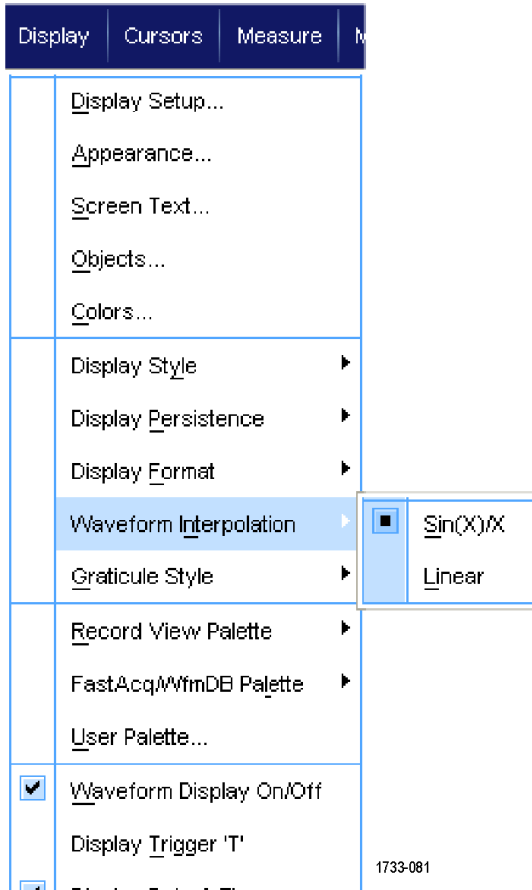 Display Cursors Measure
Display Setup...
Appearance...
Screen Text...
Objects...
Colors...
Display Style
Display Persistence
Display Format
Waveform Interpolation
Sin(X)/X
Graticule Style
Linear
Record View Palette
FastAcq/WfmDB Palette
User Palette...
Waveform Display On/Off
Display Trigger 'T'
1733-081